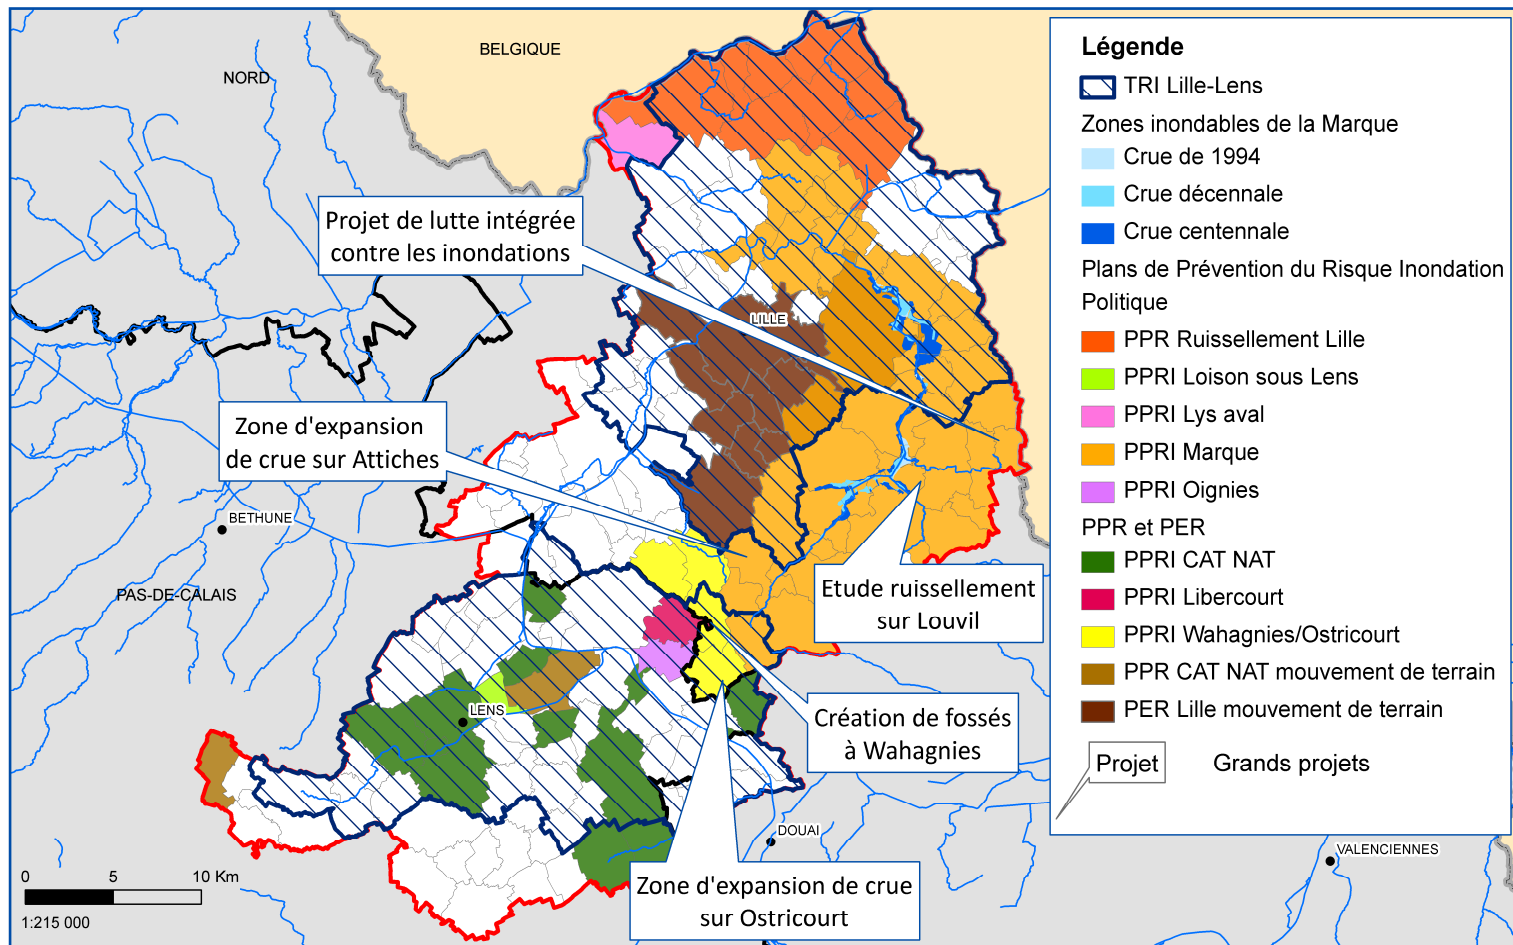 BELGIQUE
NORD
Projet de lutte intégrée
contre les inondations
LILLE
Zone d'expansion
de crue sur Attiches
BETHUNE
PAS-DE-CALAIS
Etude ruissellement
sur Louvil
LENS
Création de fossés
à Wahagnies
DOUAI
Zone d'expansion de crue
sur Ostricourt
VALENCIENNES
0 5 10 Km
1:215 000
Légende
TRI Lille-Lens
Zones inondables de la Marque
Crue de 1994
Crue décennale
Crue centennale
Plans de Prévention du Risque Inondation
Politique
PPR Ruissellement Lille
PPRI Loison sous Lens
PPRI Lys aval
PPRI Marque
PPRI Oignies
PPR et PER
PPRI CAT NAT
PPRI Libercourt
PPRI Wahagnies/Ostricourt
PPR CAT NAT mouvement de terrain
PER Lille mouvement de terrain
Projet Grands projets